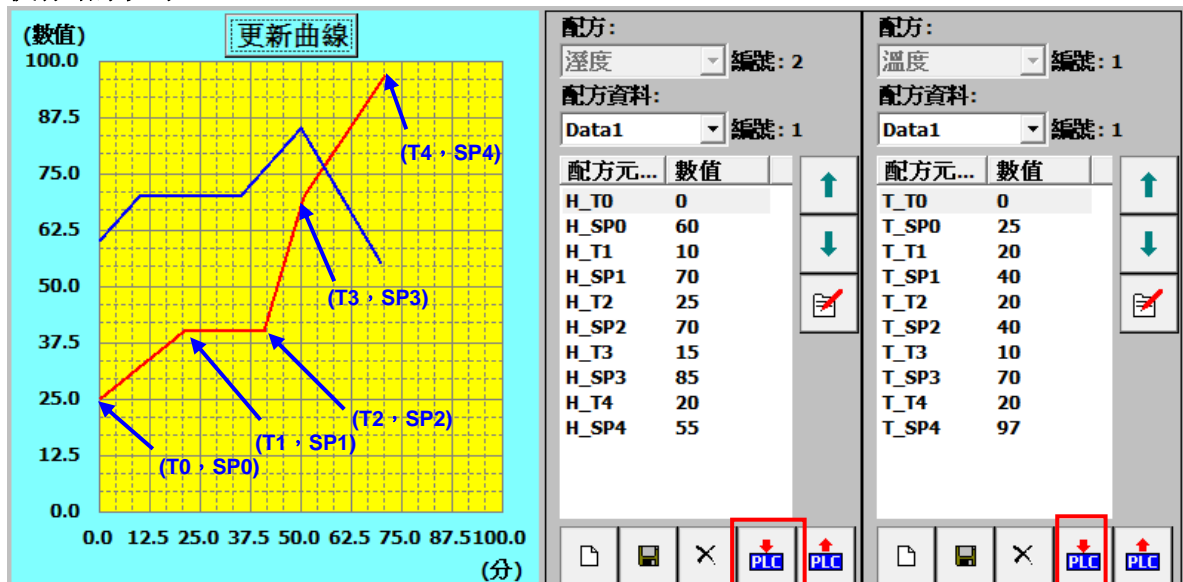 (數值)
更新曲線
100.0
87.5
75.0
62.5
50.0
37.5
25.0
12.5
0.0
0.0 12.5 25.0 37.5 50.0 62.5 75.0 87.5100.0
(分)
(T4,SP4)
(T3,SP3)
(T2,SP2)
(T1,SP1)
(T0,SP0)
配方:
溼度 編號: 2
配方資料:
Data1 編號: 1
配方元... 數值
H_T0 0
H_SP0 60
H_T1 10
H_SP1 70
H_T2 25
H_SP2 70
H_T3 15
H_SP3 85
H_T4 20
H_SP4 55
PLC PLC
配方:
溫度 編號: 1
配方資料:
Data1 編號: 1
配方元... 數值
T_T0 0
T_SP0 25
T_T1 20
T_SP1 40
T_T2 20
T_SP2 40
T_T3 10
T_SP3 70
T_T4 20
T_SP4 97
PLC PLC